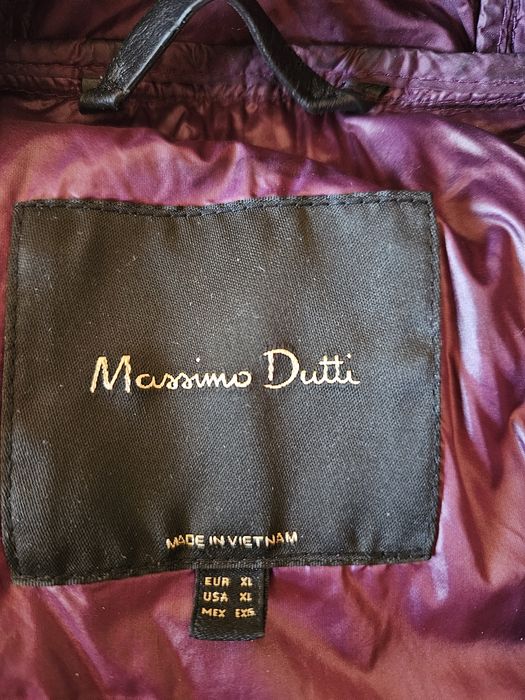 Massimo Dutti
MADE IN VIETNAM
EUR XL
USA XL
MEX EXG